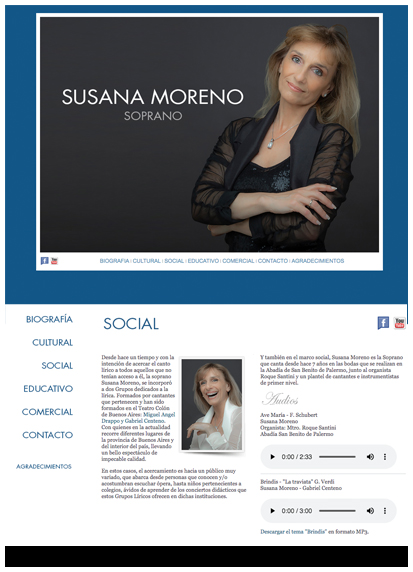 SUSANA MORENO
SOPRANO
BIOGRAFÍA | CULTURAL | SOCIAL | EDUCATIVO | COMERCIAL | CONTACTO | AGRADECIMIENTOS
BIOGRAFÍA
CULTURAL
SOCIAL
EDUCATIVO
COMERCIAL
CONTACTO
AGRADECIMIENTOS
SOCIAL
You
Desde hace un tiempo y con la
intención de acercar el canto
lírico a todos aquellos que no
tenían acceso a él, la soprano
Susana Moreno, se incorporó
a dos Grupos dedicados a la
lírica. Formados por cantantes
que pertenecen y han sido
formados en el Teatro Colón
de Buenos Aires: Miguel Angel
Drappo y Gabriel Centeno.
Con quienes en la actualidad
recorre diferentes lugares de
la provincia de Buenos Aires y
del interior del país, llevando
un bello espectáculo de
impecable calidad.
En estos casos, el acercamiento es hacia un público muy
variado, que abarca desde personas que conocen y/o
acostumbran escuchar ópera, hasta niños pertenecientes a
colegios, ávidos de aprender de los conciertos didácticos que
estos Grupos Líricos ofrecen en dichas instituciones.
Y también en el marco social, Susana Moreno es la Soprano
que canta desde hace 7 años en las bodas que se realizan en
la Abadía de San Benito de Palermo, junto al organista
Roque Santini y un plantel de cantantes e instrumentistas
de primer nivel.
Audios
Ave María - F. Schubert
Susana Moreno
Organista: Mtro. Roque Santini
Abadía San Benito de Palermo
0:00 / 2:33
Brindis - "La traviata" G. Verdi
Susana Moreno - Gabriel Centeno
0:00 / 3:00
Descargar el tema "Brindis" en formato MP3.